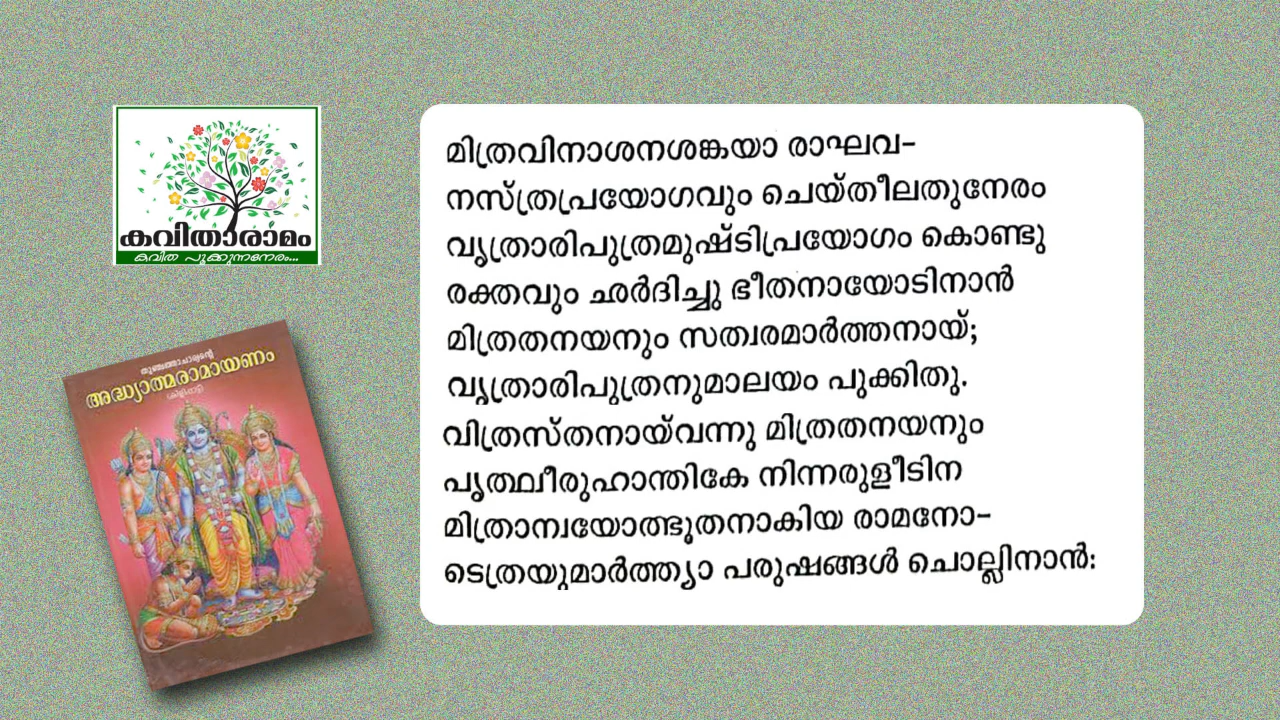 കവിതാരാമം
കവിത പൂക്കുന്നനേരം...
തുഞ്ചത്താചാര്യന്റെ
അദ്ധ്യാത്മരാമായണം
(കിളിപ്പാട്ട്)
മിത്രവിനാശനശങ്കയാ രാഘവ–
നസ്ത്രപ്രയോഗവും ചെയ്തീലതുനേരം
വൃത്രാരിപുത്രമുഷ്ടിപ്രയോഗം കൊണ്ടു
രക്തവും ഛർദിച്ചു ഭീതനായോടിനാൻ
മിത്രതനയനും സത്വരമാർത്തനായ്;
വൃത്രാരിപുത്രനുമാലയം പുക്കിതു.
വിത്രസ്തനായ്‌വന്നു മിത്രതനയനും
പൃത്ഥ്വീരുഹാന്തികേ നിന്നരുളീടിന
മിത്രാന്വയോത്ഭൂതനാകിയ രാമനോ–
ടെത്രയുമാർത്ത്യാ പരുഷങ്ങൾ ചൊല്ലിനാൻ: